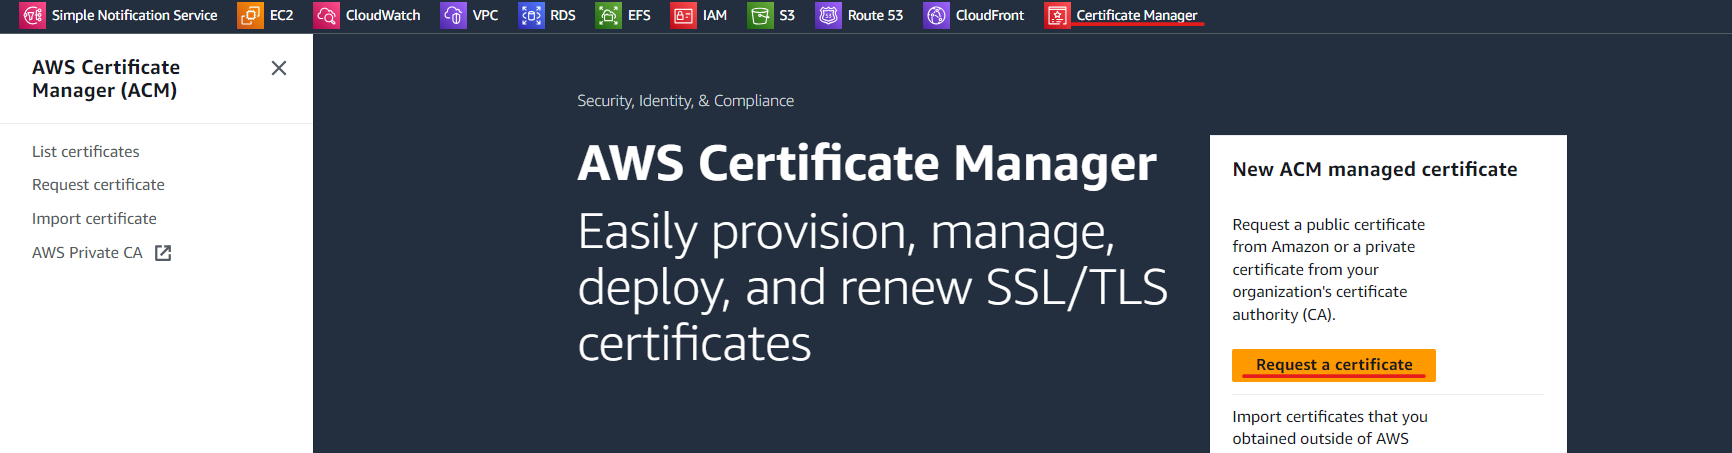 Simple Notification Service EC2 CloudWatch VPC RDS EFS IAM S3 Route 53 CloudFront Certificate Manager
AWS Certificate
Manager (ACM)
List certificates
Request certificate
Import certificate
AWS Private CA
Security, Identity, & Compliance
AWS Certificate Manager
Easily provision, manage,
deploy, and renew SSL/TLS
certificates
New ACM managed certificate
Request a public certificate
from Amazon or a private
certificate from your
organization's certificate
authority (CA).
Request a certificate
Import certificates that you
obtained outside of AWS